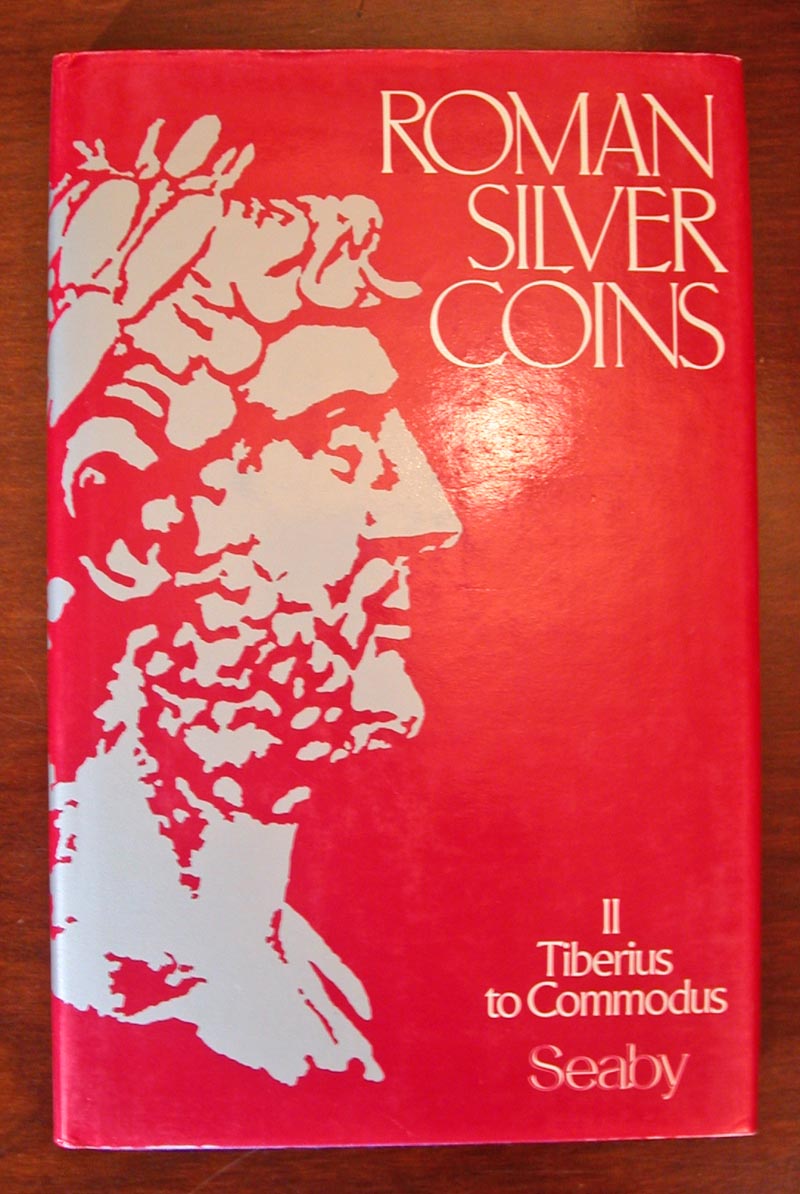 ROMAN
SILVER
COINS
II
Tiberius
to Commodus
Seaby